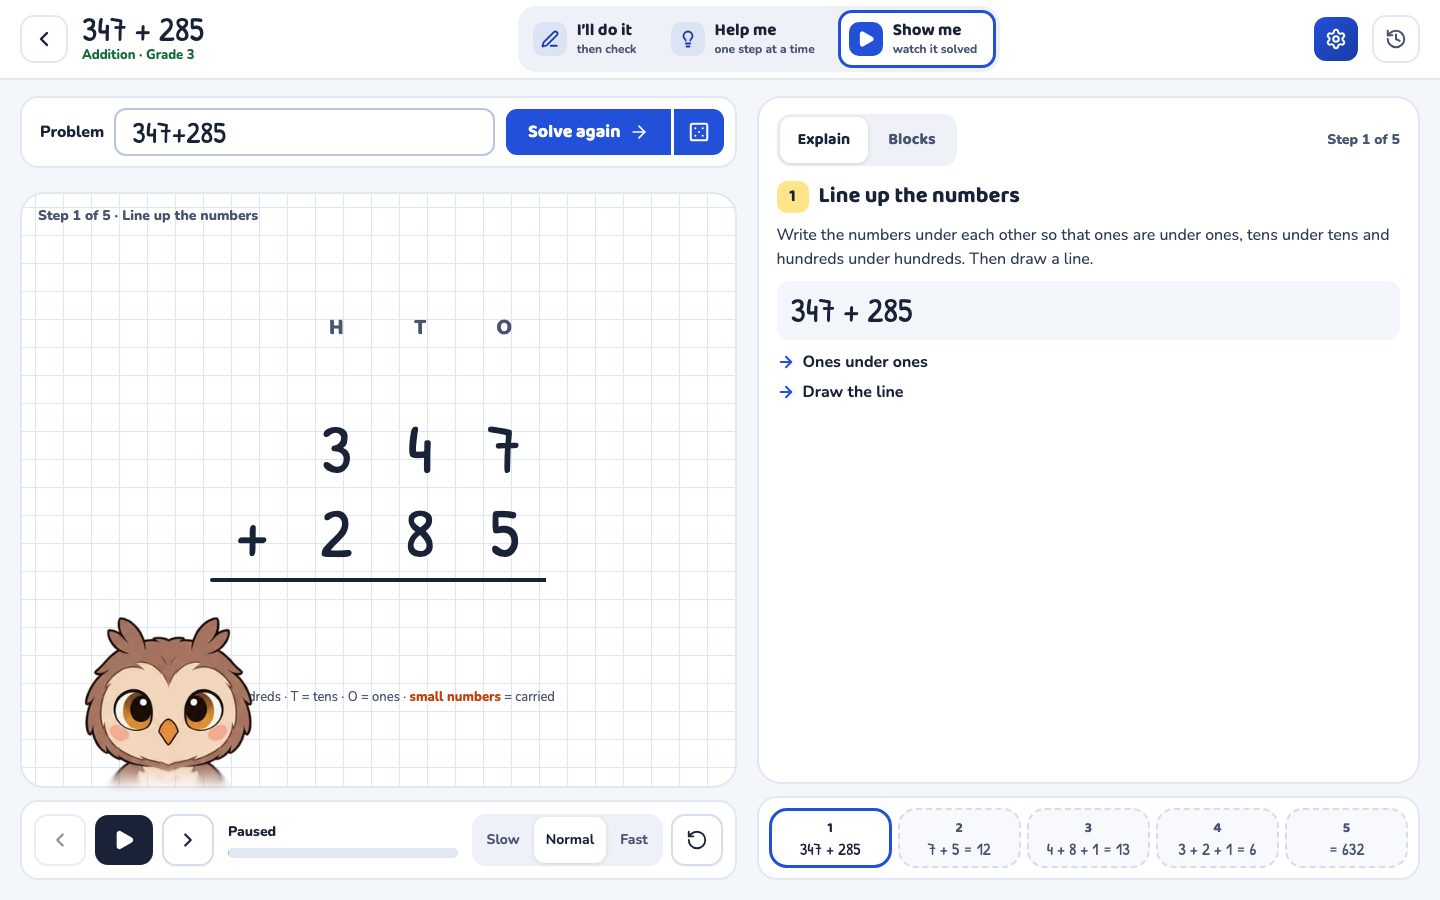 347 + 285
Addition · Grade 3
I'll do it
then check
Help me
one step at a time
Show me
watch it solved
Problem
347+285
Solve again →
Step 1 of 5 · Line up the numbers
H T O
3 4 7
+ 2 8 5
T = tens · O = ones · small numbers = carried
Paused
Slow Normal Fast
Explain Blocks
Step 1 of 5
1 Line up the numbers
Write the numbers under each other so that ones are under ones, tens under tens and
hundreds under hundreds. Then draw a line.
347 + 285
→ Ones under ones
→ Draw the line
1
347 + 285
2
7 + 5 = 12
3
4 + 8 + 1 = 13
4
3 + 2 + 1 = 6
5
= 632